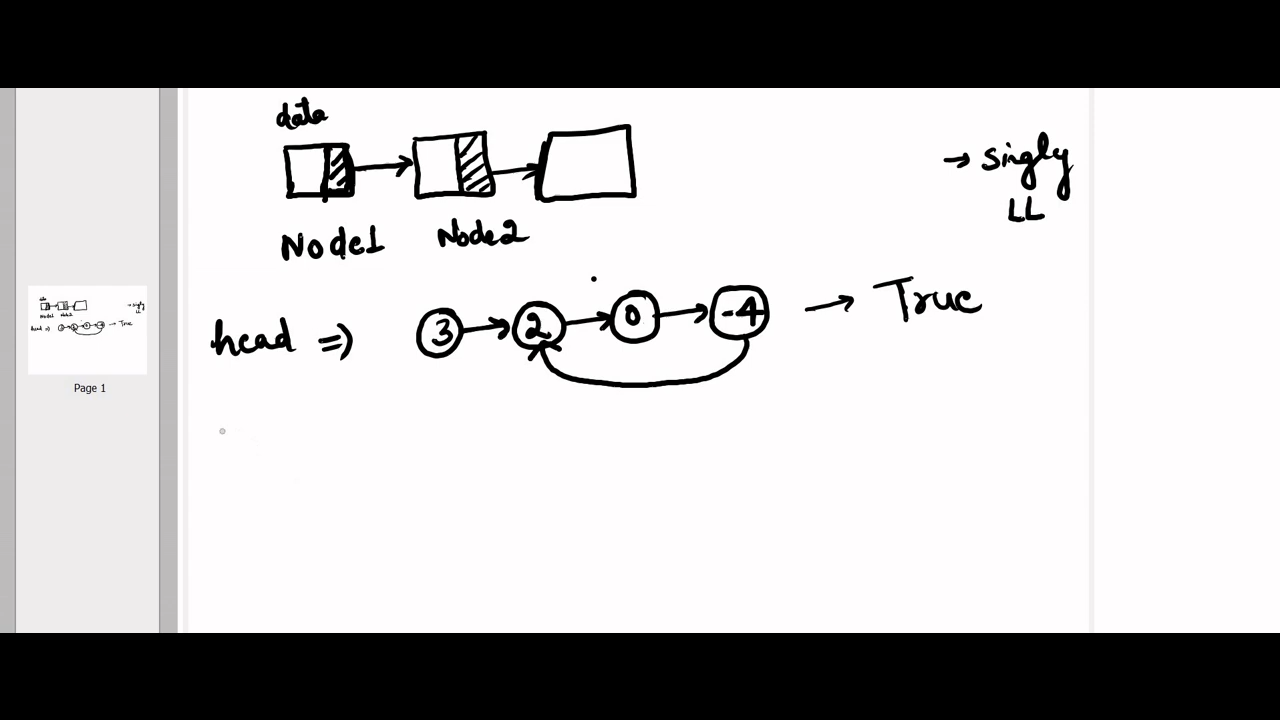 data
→ singly
LL
Node1 Node2
head ⇒ 3 → 2 → 0 → -4 → True
Page 1